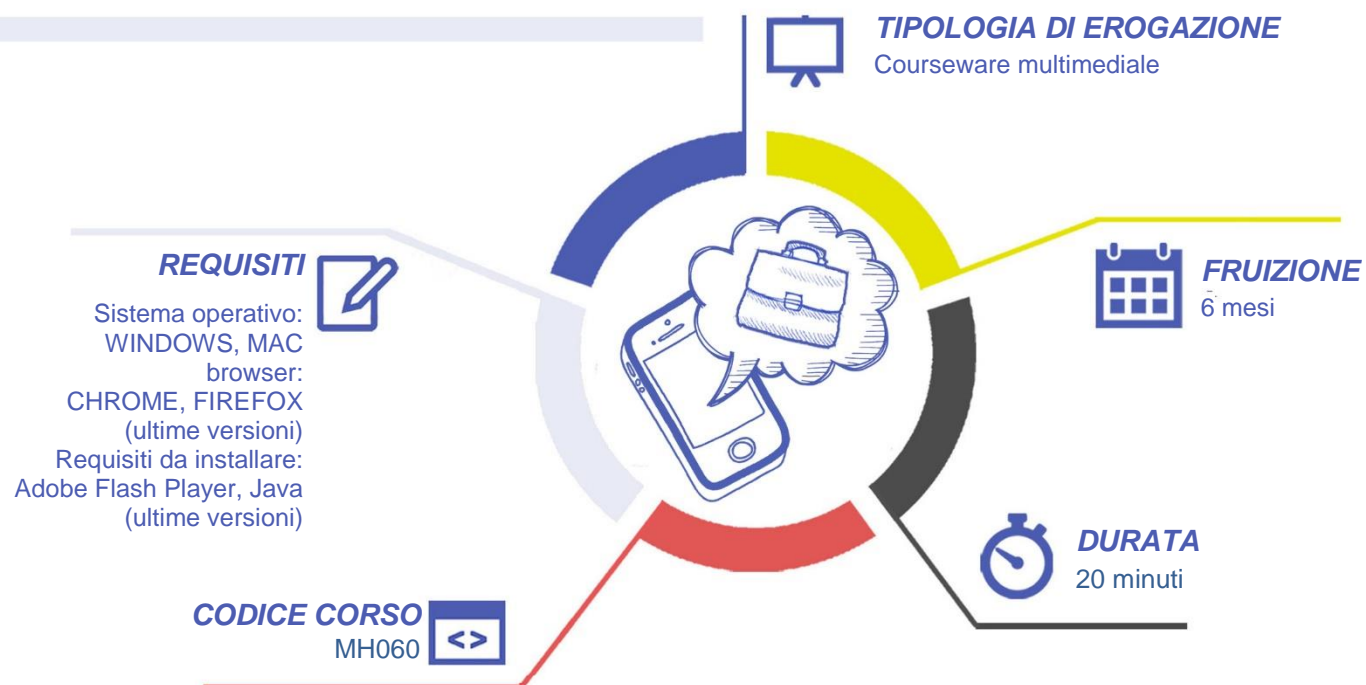 TIPOLOGIA DI EROGAZIONE
Courseware multimediale
REQUISITI
Sistema operativo:
WINDOWS, MAC
browser:
CHROME, FIREFOX
(ultime versioni)
Requisiti da installare:
Adobe Flash Player, Java
(ultime versioni)
FRUIZIONE
6 mesi
DURATA
20 minuti
CODICE CORSO
MH060
<>